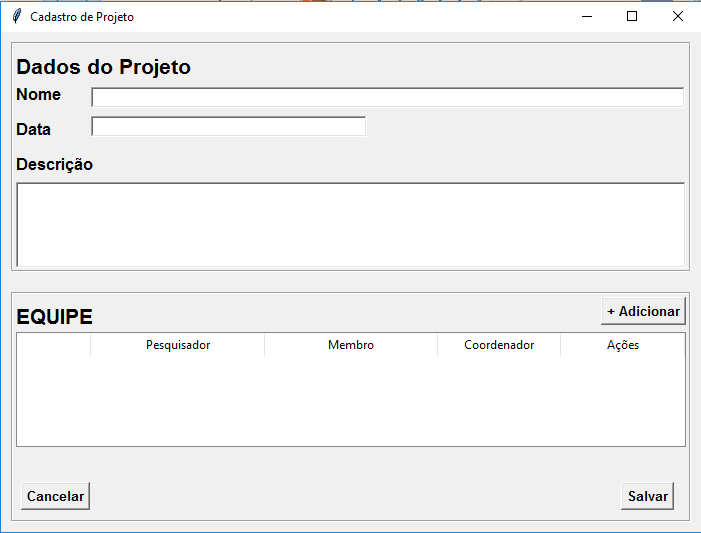 Cadastro de Projeto
Dados do Projeto
Nome
Data
Descrição
EQUIPE
+ Adicionar
Pesquisador Membro Coordenador Ações
Cancelar Salvar